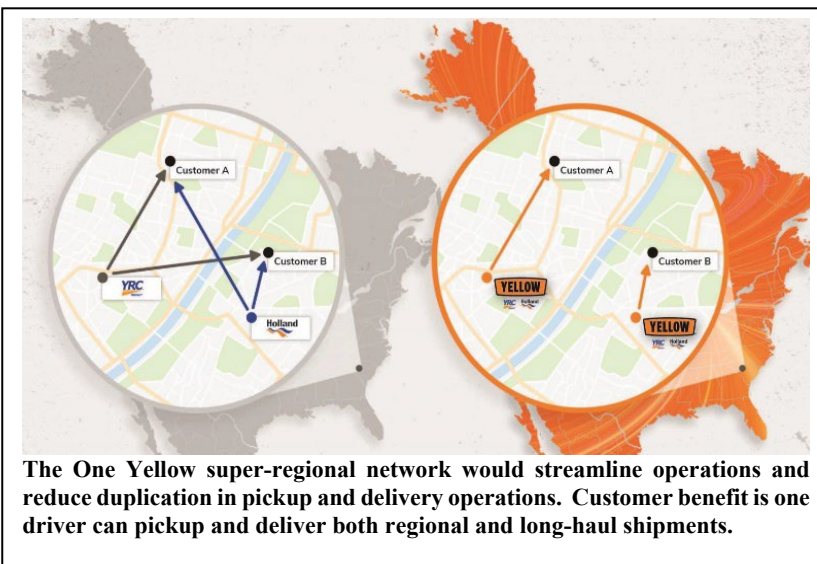 Customer A
Customer B
YRC
Holland
Customer A
YELLOW
YRC Holland
Customer B
YELLOW
YRC Holland
The One Yellow super-regional network would streamline operations and
reduce duplication in pickup and delivery operations. Customer benefit is one
driver can pickup and deliver both regional and long-haul shipments.